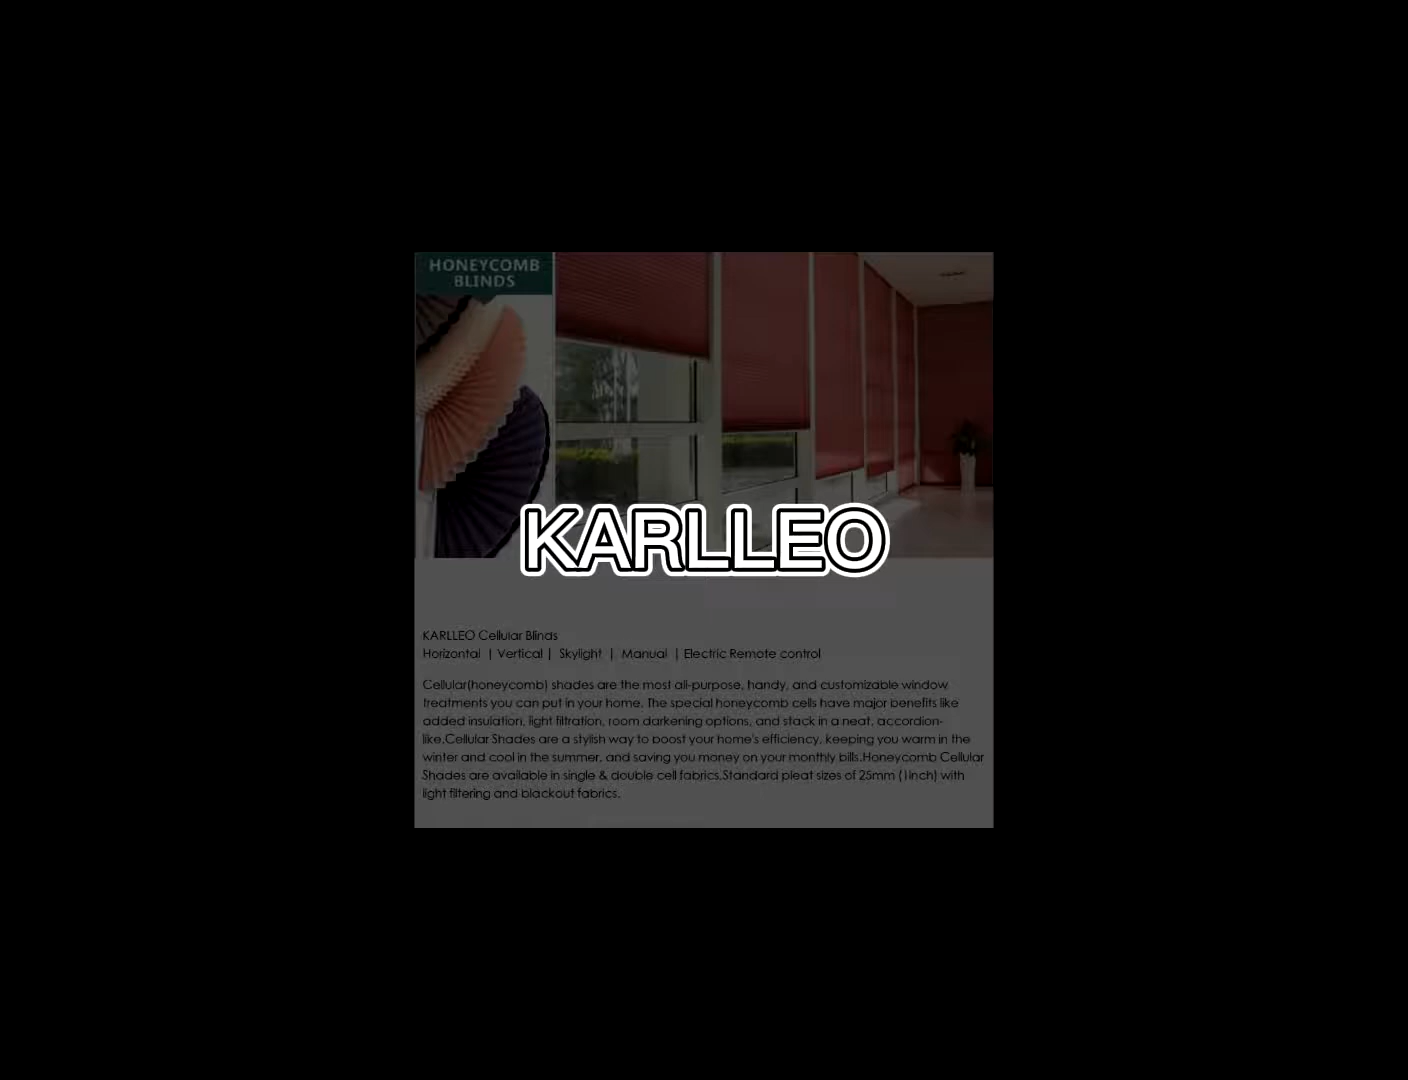 HONEYCOMB
BLINDS
KARLLEO
KARLLEO Cellular Blinds
Horizontal | Vertical | Skylight | Manual | Electric Remote control
Cellular(honeycomb) shades are the most all-purpose, handy, and customizable window
treatments you can put in your home. The special honeycomb cells have major benefits like
added insulation, light filtration, room darkening options, and stack in a neat, accordion-
like.Cellular Shades are a stylish way to boost your home's efficiency, keeping you warm in the
winter and cool in the summer, and saving you money on your monthly bills.Honeycomb Cellular
Shades are available in single & double cell fabrics.Standard pleat sizes of 25mm (1inch) with
light filtering and blackout fabrics.